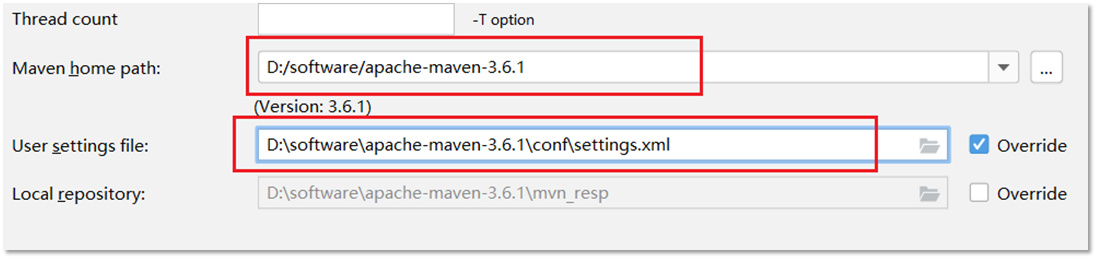 Thread count -T option
Maven home path: D:/software/apache-maven-3.6.1 ...
(Version: 3.6.1)
User settings file: D:\software\apache-maven-3.6.1\conf\settings.xml Override
Local repository: D:\software\apache-maven-3.6.1\mvn_resp Override